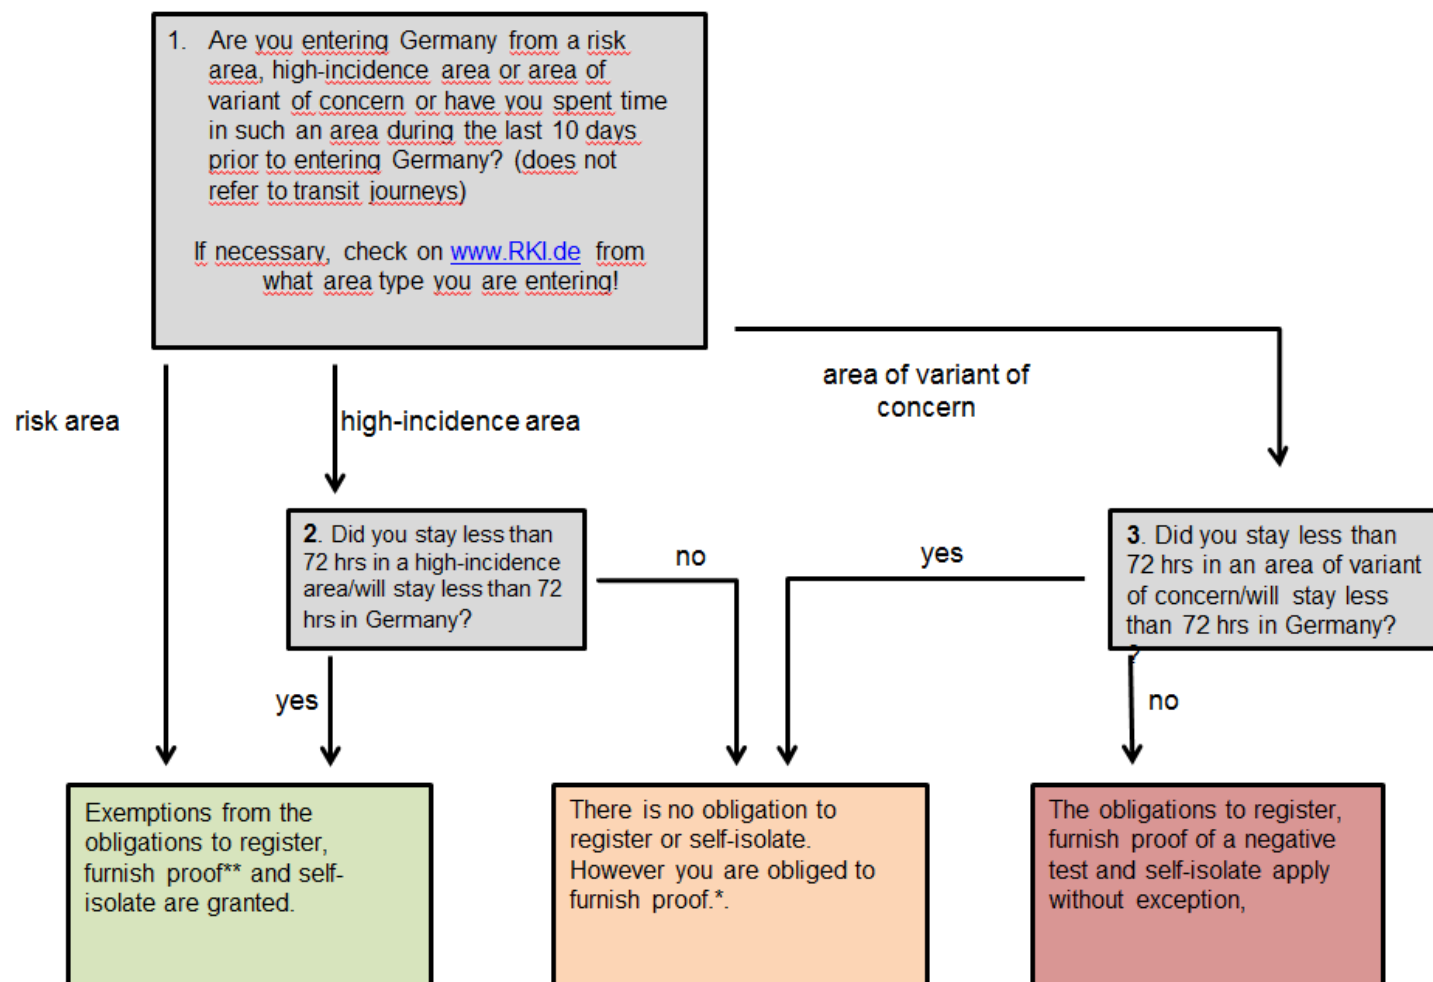 1. Are you entering Germany from a risk
area, high-incidence area or area of
variant of concern or have you spent time
in such an area during the last 10 days
prior to entering Germany? (does not
refer to transit journeys)
If necessary, check on www.RKI.de from
what area type you are entering!
area of variant of
concern
risk area
high-incidence area
2. Did you stay less than
72 hrs in a high-incidence
area/will stay less than 72
hrs in Germany?
no
yes
3. Did you stay less than
72 hrs in an area of variant
of concern/will stay less
than 72 hrs in Germany?
?
yes
no
Exemptions from the
obligations to register,
furnish proof** and self-
isolate are granted.
There is no obligation to
register or self-isolate.
However you are obliged to
furnish proof.*.
The obligations to register,
furnish proof of a negative
test and self-isolate apply
without exception,